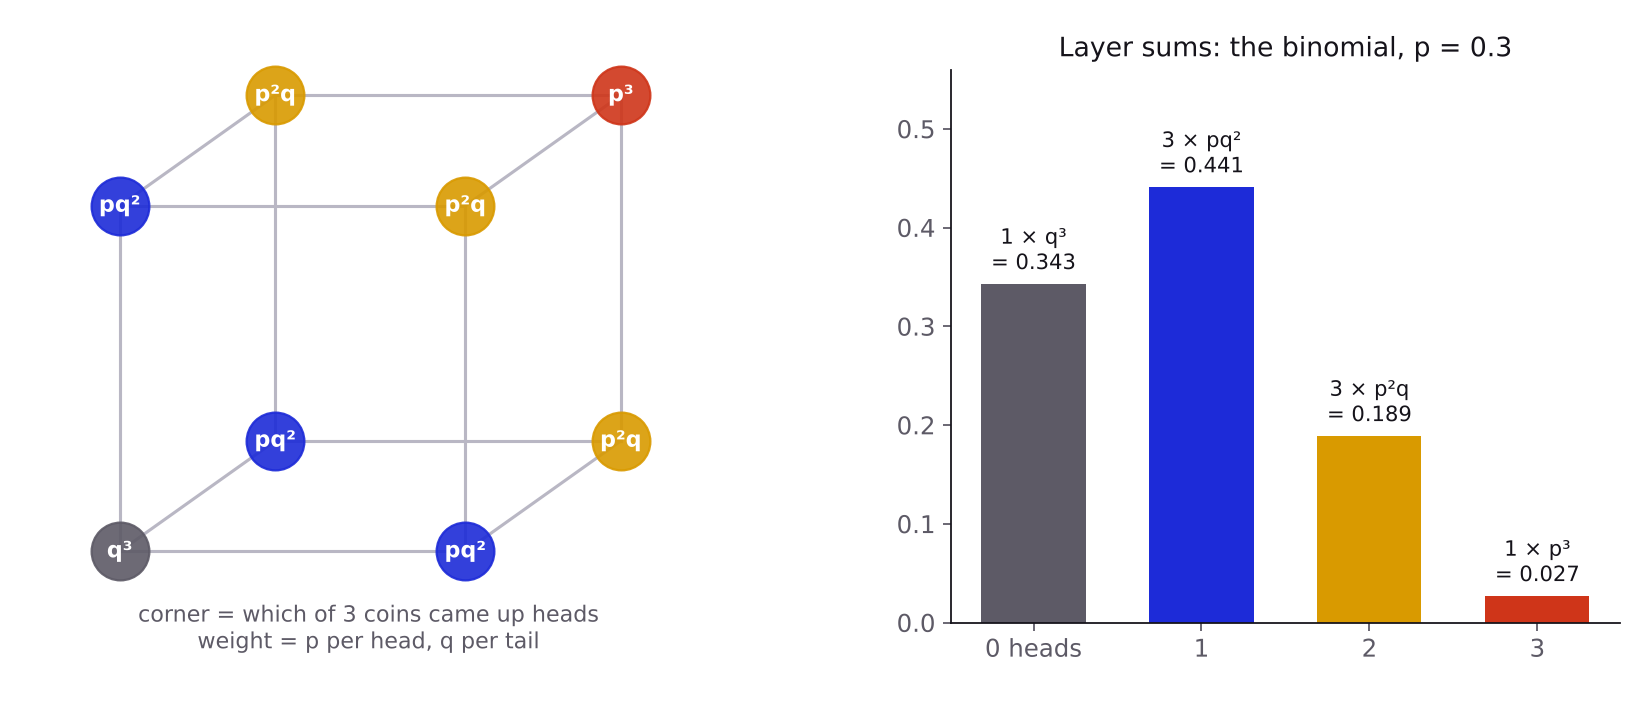 p²q
p³
pq²
p²q
pq²
p²q
q³
pq²
corner = which of 3 coins came up heads
weight = p per head, q per tail
Layer sums: the binomial, p = 0.3
0.5
0.4
0.3
0.2
0.1
0.0
1 × q³
= 0.343
3 × pq²
= 0.441
3 × p²q
= 0.189
1 × p³
= 0.027
0 heads
1
2
3